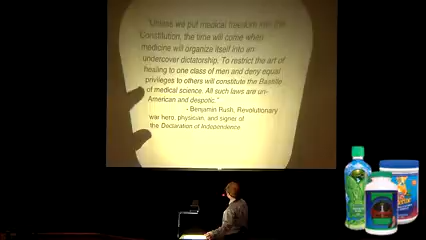 "Unless we put medical freedom into the
Constitution, the time will come when
medicine will organize itself into an
undercover dictatorship. To restrict the art of
healing to one class of men and deny equal
privileges to others will constitute the Bastille
of medical science. All such laws are un-
American and despotic."
- Benjamin Rush, Revolutionary
war hero, physician, and signer of
the Declaration of Independence